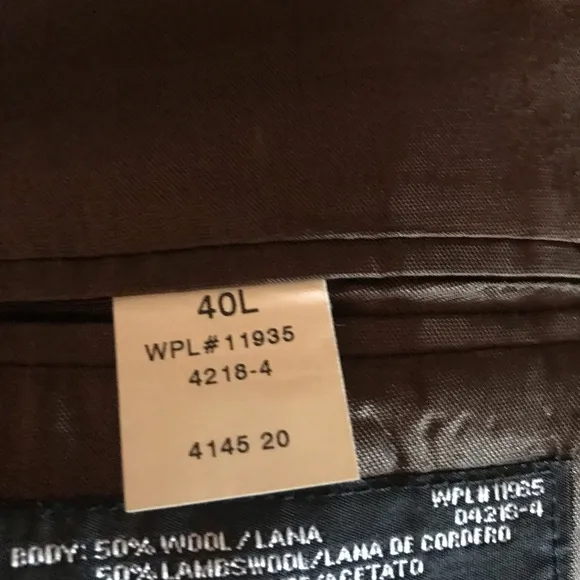 40L
WPL#11935
4218-4
4145 20
WPL#11935
04218-4
BODY: 50% WOOL/LANA
50% LAMBSWOOL/LANA DE CORDERO
/ACETATO